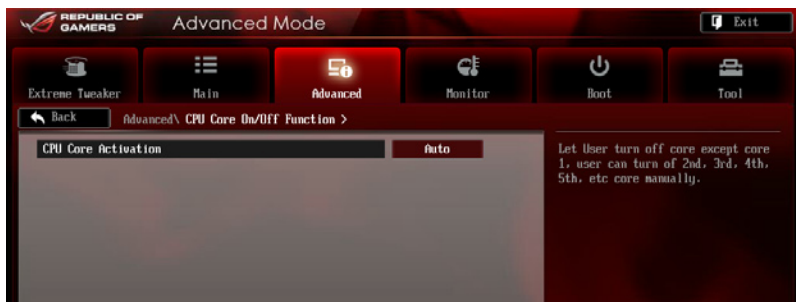 REPUBLIC OF
GAMERS
Advanced Mode
Exit
Extreme Tweaker
Main
Advanced
Monitor
Boot
Tool
Back
Advanced\ CPU Core On/Off Function >
CPU Core Activation
Auto
Let User turn off core except core
1, user can turn of 2nd, 3rd, 4th,
5th, etc core manually.